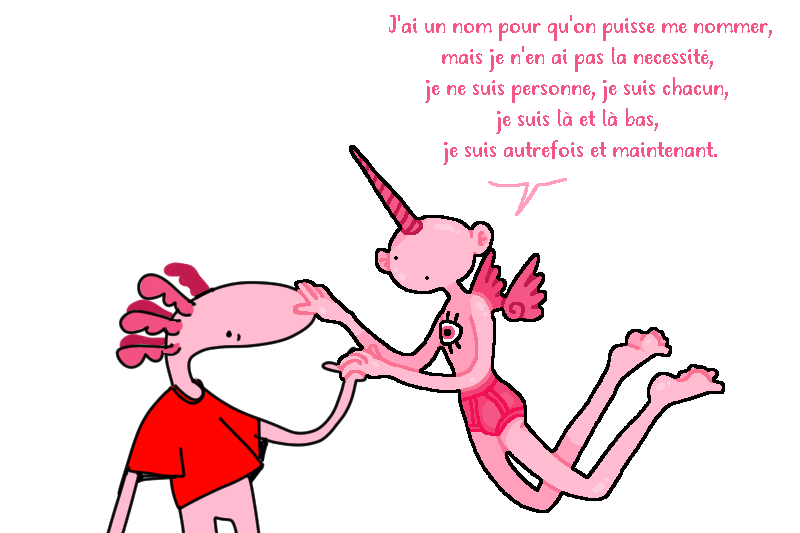 J'ai un nom pour qu'on puisse me nommer,
mais je n'en ai pas la necessité,
je ne suis personne, je suis chacun,
je suis là et là bas,
je suis autrefois et maintenant.